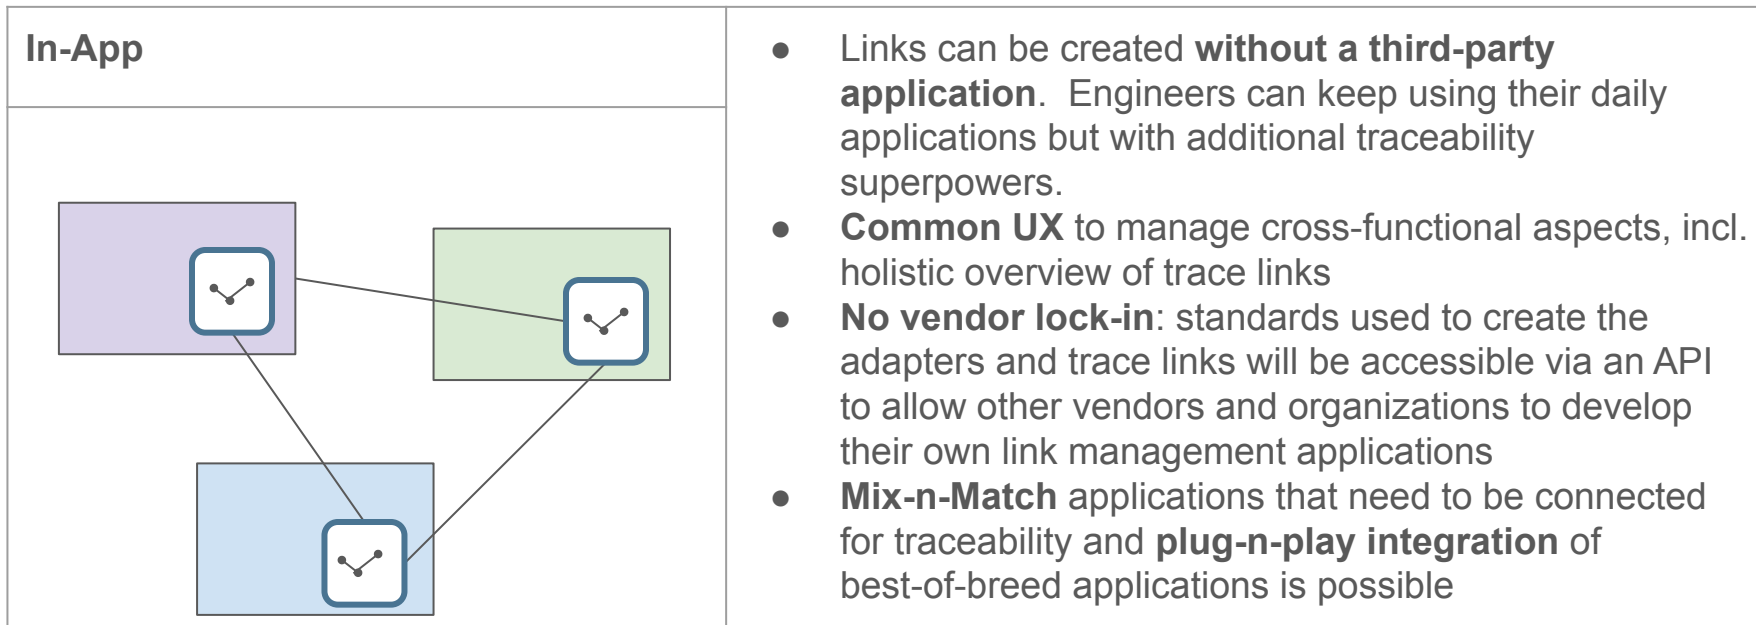 In-App
● Links can be created without a third-party
application.  Engineers can keep using their daily
applications but with additional traceability
superpowers.
● Common UX to manage cross-functional aspects, incl.
holistic overview of trace links
● No vendor lock-in: standards used to create the
adapters and trace links will be accessible via an API
to allow other vendors and organizations to develop
their own link management applications
● Mix-n-Match applications that need to be connected
for traceability and plug-n-play integration of
best-of-breed applications is possible